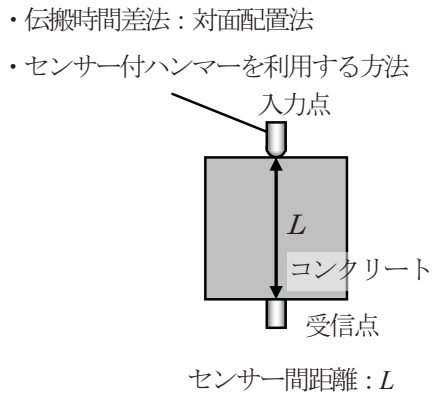 ・伝搬時間差法：対面配置法
・センサー付ハンマーを利用する方法
入力点
L
コンクリート
受信点
センサー間距離：L